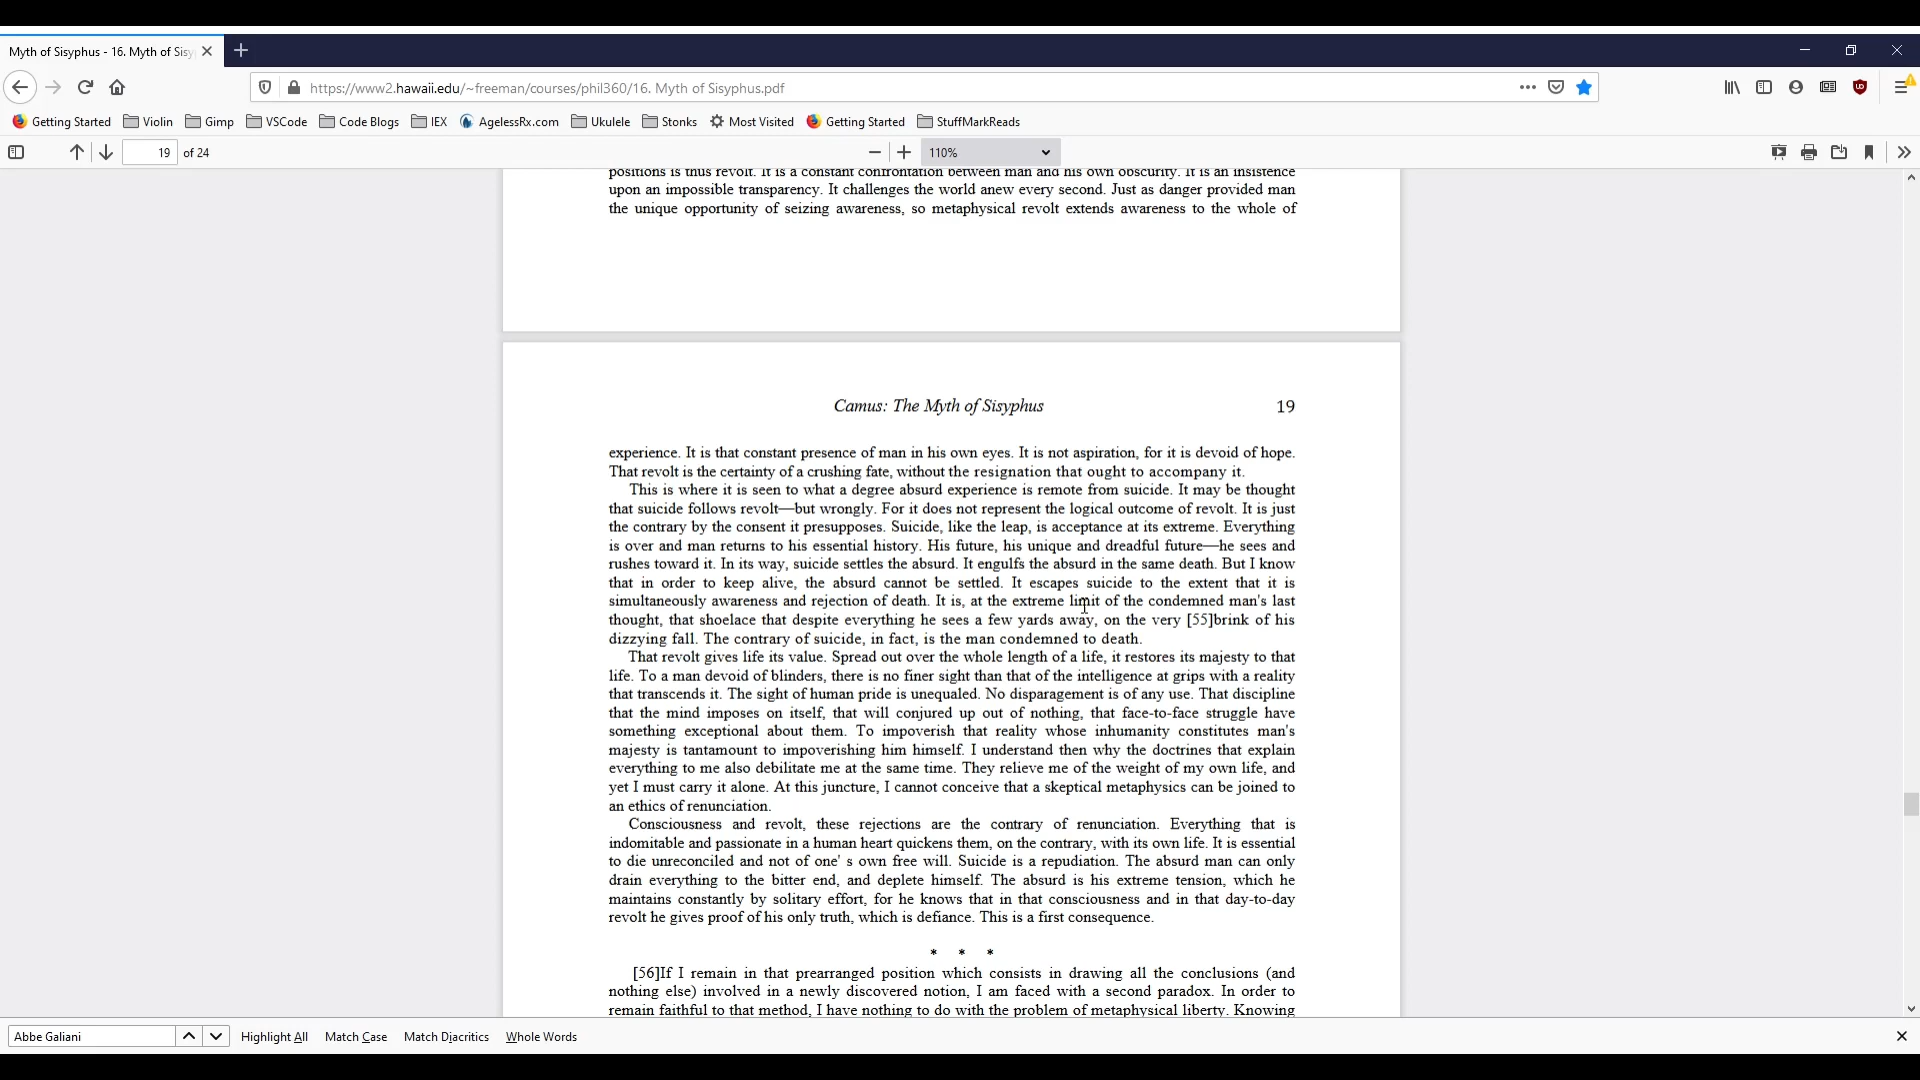 Myth of Sisyphus - 16. Myth of Sisy
https://www2.hawaii.edu/~freeman/courses/phil360/16. Myth of Sisyphus.pdf
Getting Started Violin Gimp VSCode Code Blogs IEX AgelessRx.com Ukulele Stonks Most Visited Getting Started StuffMarkReads
19 of 24 110%
positions is thus revolt. It is a constant confrontation between man and his own obscurity. It is an insistence
upon an impossible transparency. It challenges the world anew every second. Just as danger provided man
the unique opportunity of seizing awareness, so metaphysical revolt extends awareness to the whole of
Camus: The Myth of Sisyphus 19
experience. It is that constant presence of man in his own eyes. It is not aspiration, for it is devoid of hope.
That revolt is the certainty of a crushing fate, without the resignation that ought to accompany it.
This is where it is seen to what a degree absurd experience is remote from suicide. It may be thought
that suicide follows revolt—but wrongly. For it does not represent the logical outcome of revolt. It is just
the contrary by the consent it presupposes. Suicide, like the leap, is acceptance at its extreme. Everything
is over and man returns to his essential history. His future, his unique and dreadful future—he sees and
rushes toward it. In its way, suicide settles the absurd. It engulfs the absurd in the same death. But I know
that in order to keep alive, the absurd cannot be settled. It escapes suicide to the extent that it is
simultaneously awareness and rejection of death. It is, at the extreme limit of the condemned man's last
thought, that shoelace that despite everything he sees a few yards away, on the very [55]brink of his
dizzying fall. The contrary of suicide, in fact, is the man condemned to death.
That revolt gives life its value. Spread out over the whole length of a life, it restores its majesty to that
life. To a man devoid of blinders, there is no finer sight than that of the intelligence at grips with a reality
that transcends it. The sight of human pride is unequaled. No disparagement is of any use. That discipline
that the mind imposes on itself, that will conjured up out of nothing, that face-to-face struggle have
something exceptional about them. To impoverish that reality whose inhumanity constitutes man's
majesty is tantamount to impoverishing him himself. I understand then why the doctrines that explain
everything to me also debilitate me at the same time. They relieve me of the weight of my own life, and
yet I must carry it alone. At this juncture, I cannot conceive that a skeptical metaphysics can be joined to
an ethics of renunciation.
Consciousness and revolt, these rejections are the contrary of renunciation. Everything that is
indomitable and passionate in a human heart quickens them, on the contrary, with its own life. It is essential
to die unreconciled and not of one' s own free will. Suicide is a repudiation. The absurd man can only
drain everything to the bitter end, and deplete himself. The absurd is his extreme tension, which he
maintains constantly by solitary effort, for he knows that in that consciousness and in that day-to-day
revolt he gives proof of his only truth, which is defiance. This is a first consequence.
* * *
[56]If I remain in that prearranged position which consists in drawing all the conclusions (and
nothing else) involved in a newly discovered notion, I am faced with a second paradox. In order to
remain faithful to that method, I have nothing to do with the problem of metaphysical liberty. Knowing
Abbe Galiani Highlight All Match Case Match Diacritics Whole Words